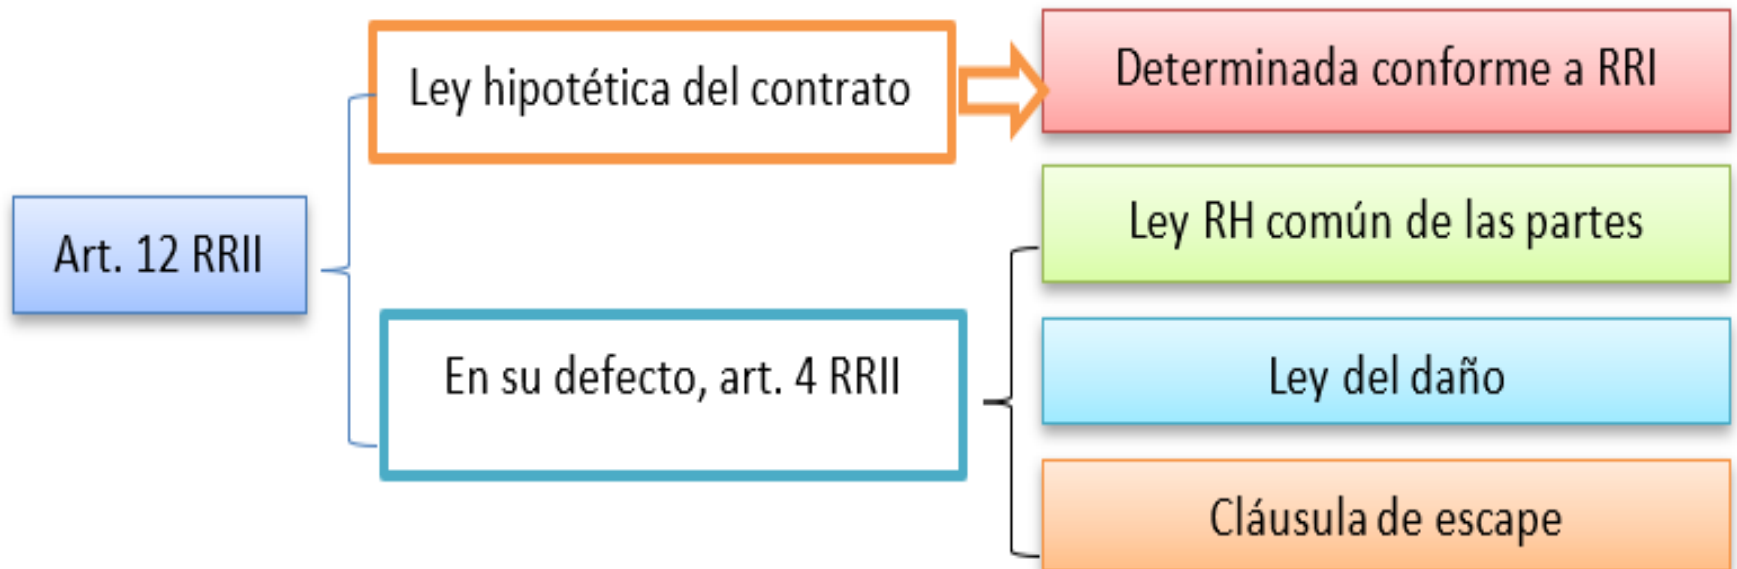 Art. 12 RRII
Ley hipotética del contrato
Determinada conforme a RRI
En su defecto, art. 4 RRII
Ley RH común de las partes
Ley del daño
Cláusula de escape